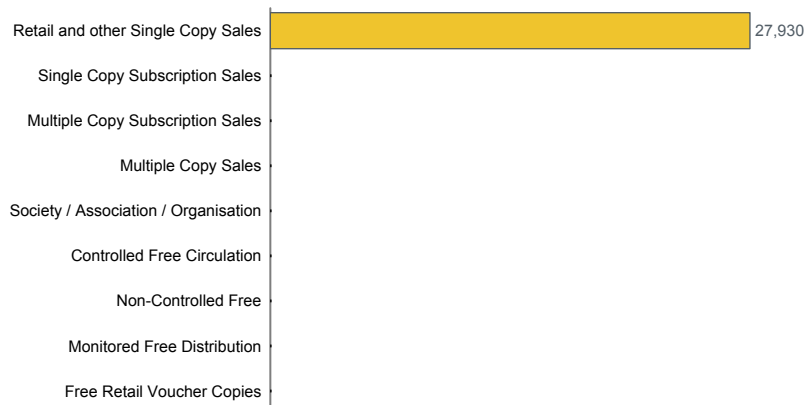 Retail and other Single Copy Sales 27,930
Single Copy Subscription Sales
Multiple Copy Subscription Sales
Multiple Copy Sales
Society / Association / Organisation
Controlled Free Circulation
Non-Controlled Free
Monitored Free Distribution
Free Retail Voucher Copies